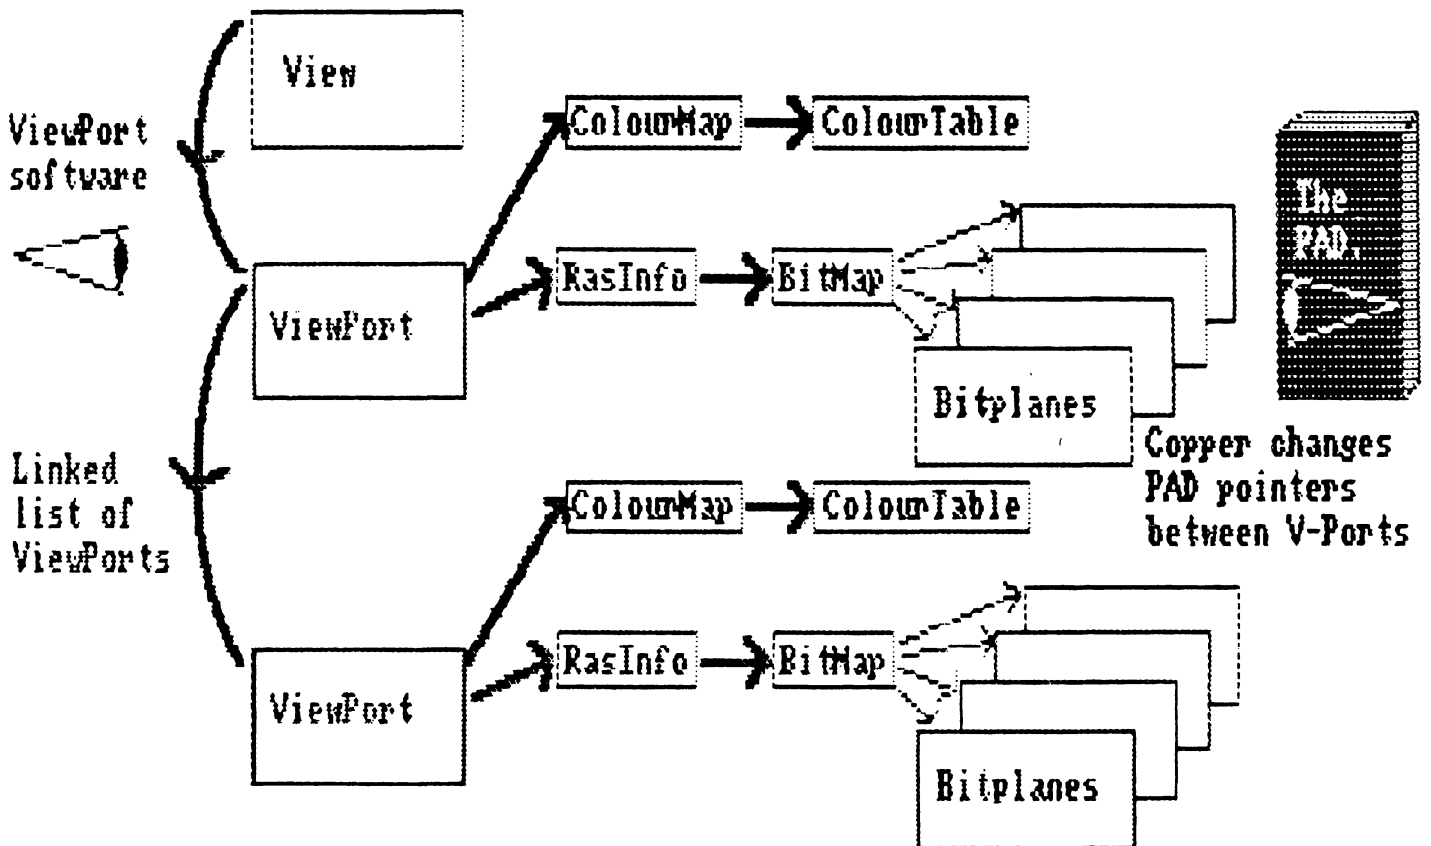 View
ViewPort
software
ColourMap
ColourTable
The
PAD.
RasInfo
BitMap
ViewPort
Bitplanes
Copper changes
PAD pointers
between V-Ports
Linked
list of
ViewPorts
ColourMap
ColourTable
RasInfo
BitMap
ViewPort
Bitplanes